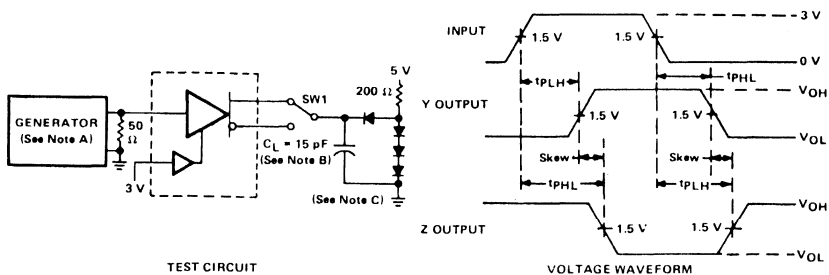 GENERATOR
(See Note A)
50
Ω
3 V
SW1
CL = 15 pF
(See Note B)
(See Note C)
5 V
200 Ω
TEST CIRCUIT
INPUT
1.5 V
1.5 V
3 V
0 V
tPLH
tPHL
Y OUTPUT
1.5 V
1.5 V
VOH
VOL
Skew
Skew
tPHL
tPLH
Z OUTPUT
1.5 V
1.5 V
VOH
VOL
VOLTAGE WAVEFORM